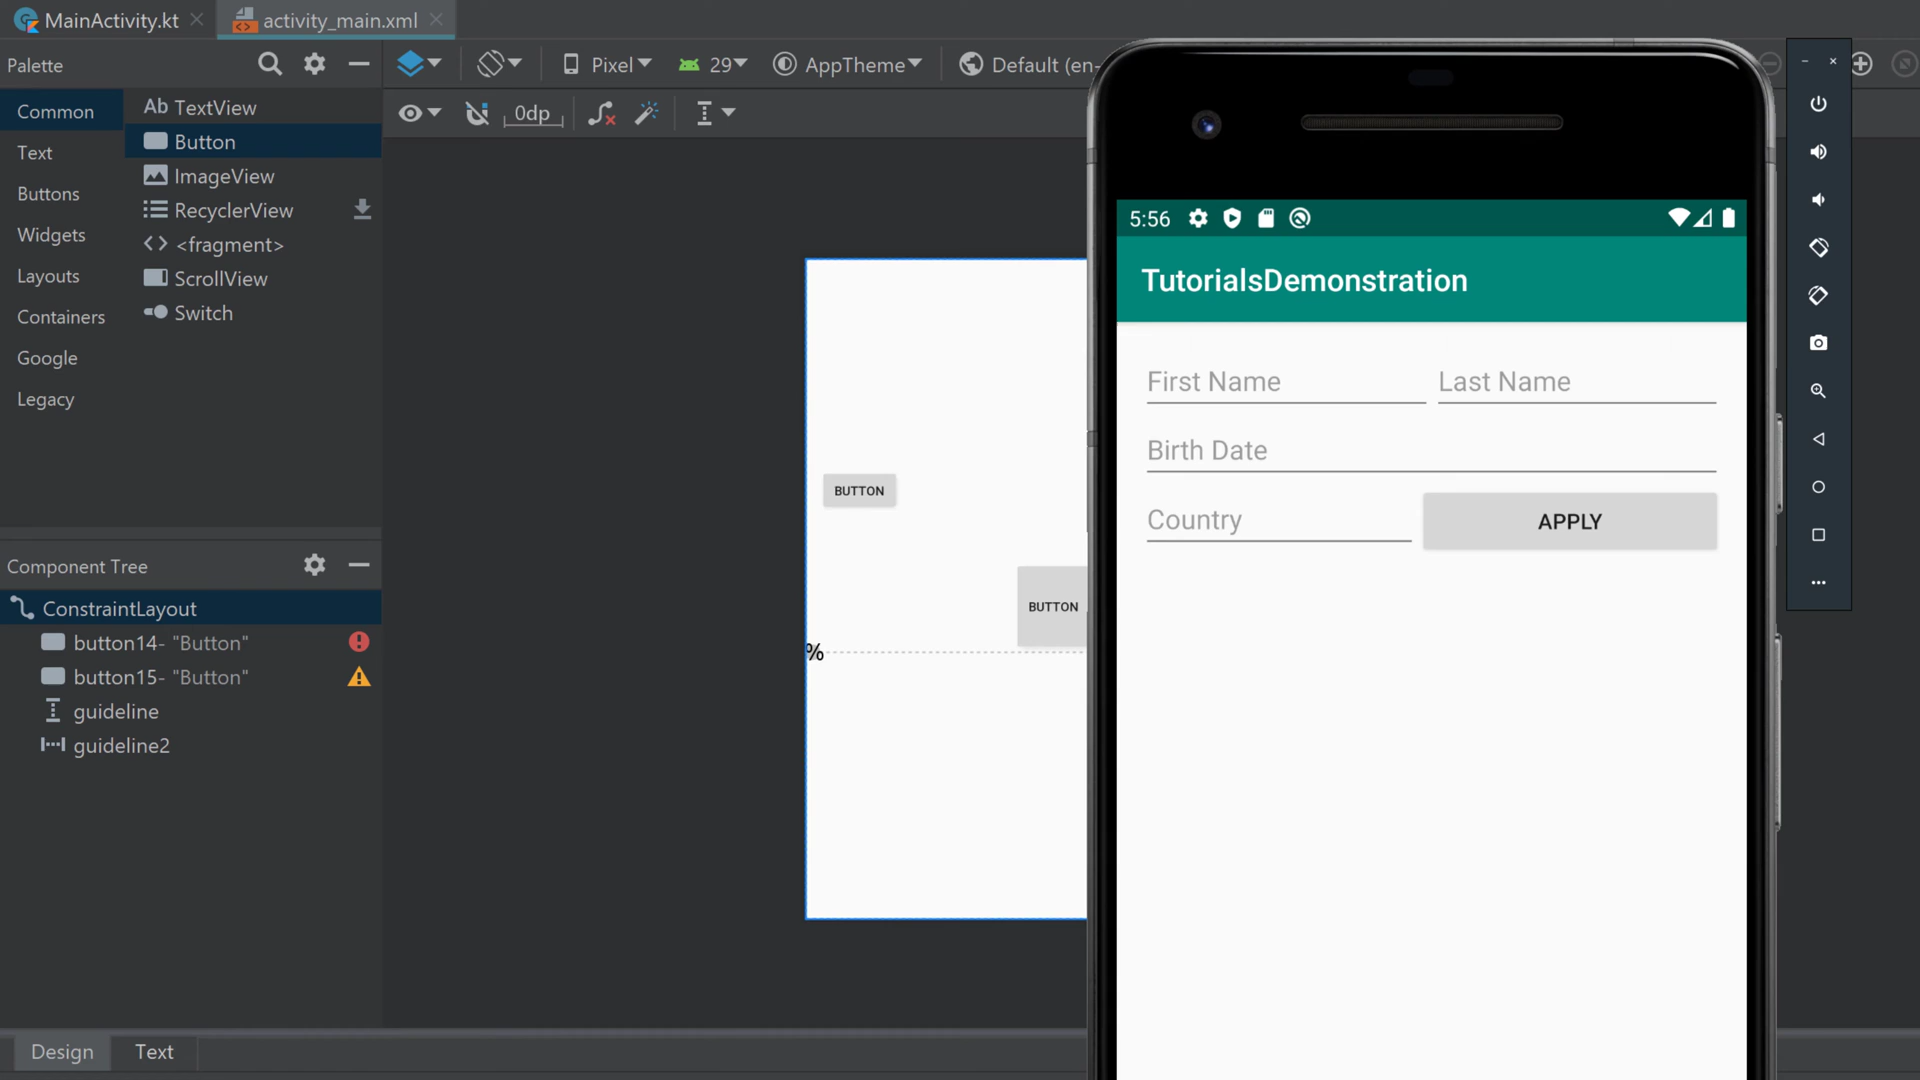 MainActivity.kt
activity_main.xml
Palette
Pixel
29
AppTheme
Default (en-
0dp
Common
Text
Buttons
Widgets
Layouts
Containers
Google
Legacy
Ab TextView
Button
ImageView
RecyclerView
<fragment>
ScrollView
Switch
Component Tree
ConstraintLayout
button14- "Button"
button15- "Button"
guideline
guideline2
BUTTON
BUTTON
%
5:56
TutorialsDemonstration
First Name
Last Name
Birth Date
Country
APPLY
Design
Text